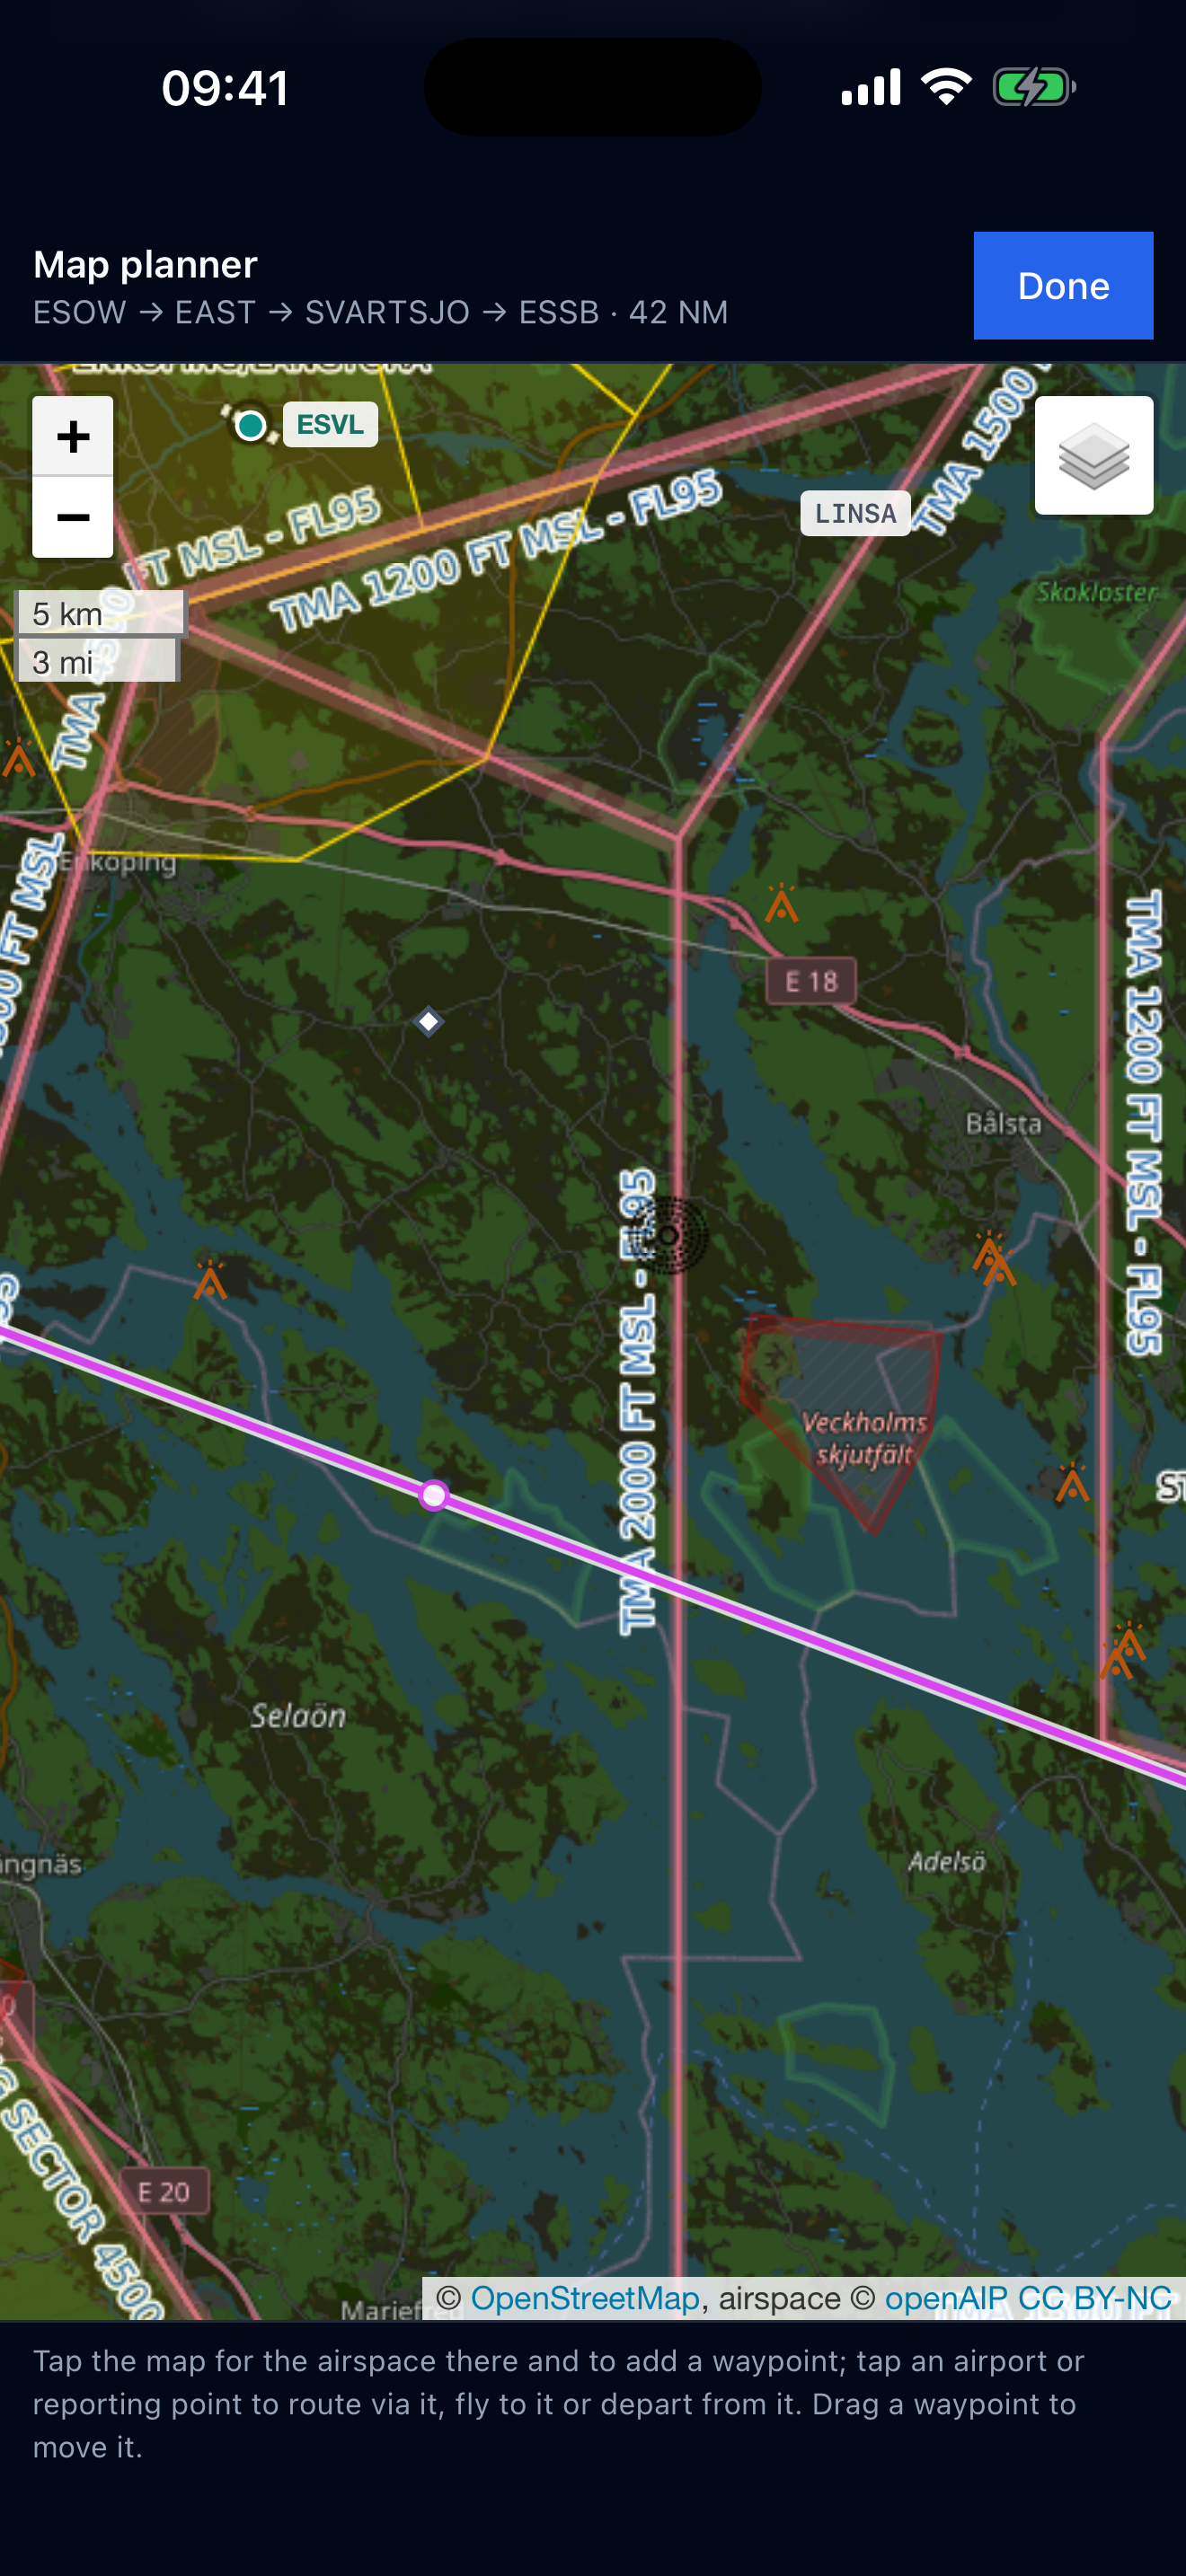 09:41
Map planner
ESOW → EAST → SVARTSJO → ESSB · 42 NM
Done
+
−
ESVL
FT MSL - FL95
TMA 1200 FT MSL - FL95
TMA 1500
LINSA
Skokloster
5 km
3 mi
TMA
FT MSL
Enköping
E 18
Bålsta
TMA 1200 FT MSL - FL95
TMA 2000 FT MSL - FL95
Veckholms
skjutfält
Selaön
Adelsö
ängnäs
SECTOR 4500
E 20
© OpenStreetMap, airspace © openAIP CC BY-NC
Tap the map for the airspace there and to add a waypoint; tap an airport or
reporting point to route via it, fly to it or depart from it. Drag a waypoint to
move it.